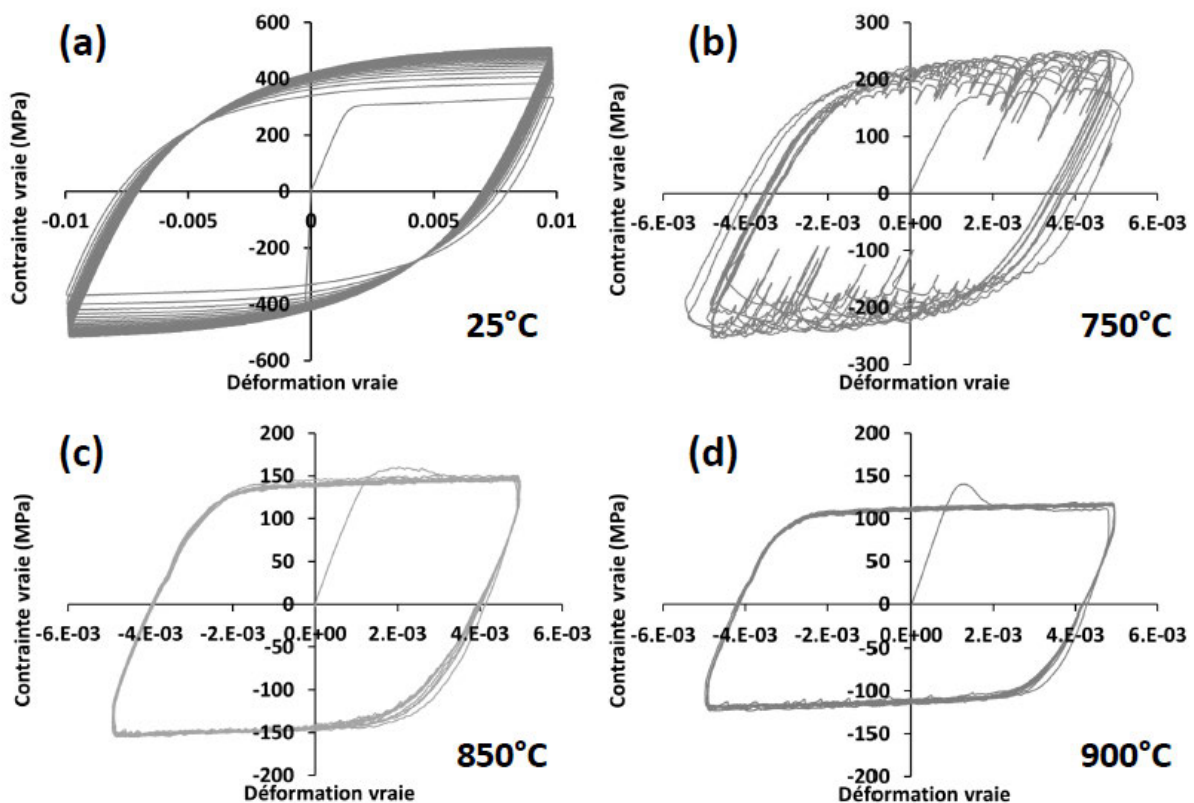 (a)
Contrainte vraie (MPa)
600
400
200
0
-200
-400
-600
-0.01 -0.005 0 0.005 0.01
25°C
Déformation vraie
(b)
Contrainte vraie (MPa)
300
200
100
0
-100
-200
-300
-6.E-03 -4.E-03 -2.E-03 0.E+00 2.E-03 4.E-03 6.E-03
750°C
Déformation vraie
(c)
Contrainte vraie (MPa)
200
150
100
50
0
-50
-100
-150
-200
-6.E-03 -4.E-03 -2.E-03 0.E+00 2.E-03 4.E-03 6.E-03
850°C
Déformation vraie
(d)
Contrainte vraie (MPa)
200
150
100
50
0
-50
-100
-150
-200
-6.E-03 -4.E-03 -2.E-03 0.E+00 2.E-03 4.E-03 6.E-03
900°C
Déformation vraie